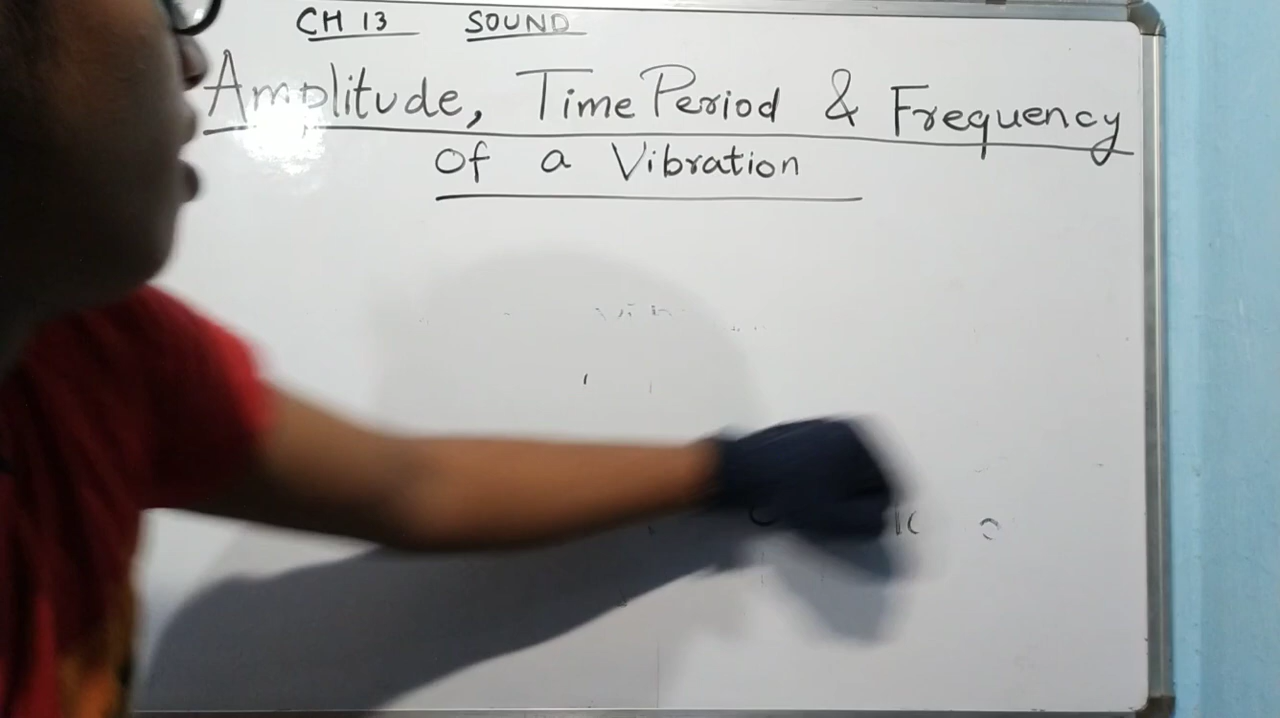 CH 13 SOUND
Amplitude, Time Period & Frequency
Of a Vibration